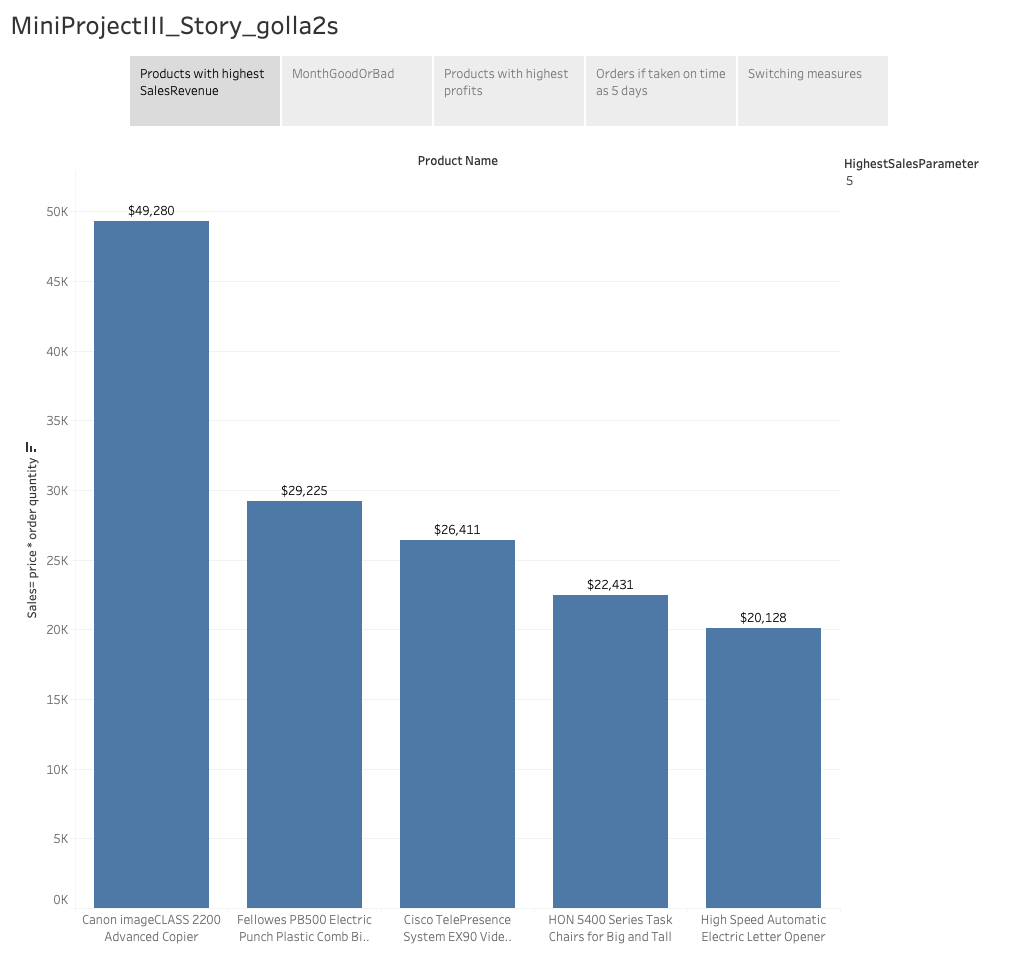 MiniProjectIII_Story_golla2s
Products with highest
SalesRevenue
MonthGoodOrBad
Products with highest
profits
Orders if taken on time
as 5 days
Switching measures
Product Name
HighestSalesParameter
5
Sales= price * order quantity
50K
45K
40K
35K
30K
25K
20K
15K
10K
5K
0K
$49,280
$29,225
$26,411
$22,431
$20,128
Canon imageCLASS 2200
Advanced Copier
Fellowes PB500 Electric
Punch Plastic Comb Bi..
Cisco TelePresence
System EX90 Vide..
HON 5400 Series Task
Chairs for Big and Tall
High Speed Automatic
Electric Letter Opener